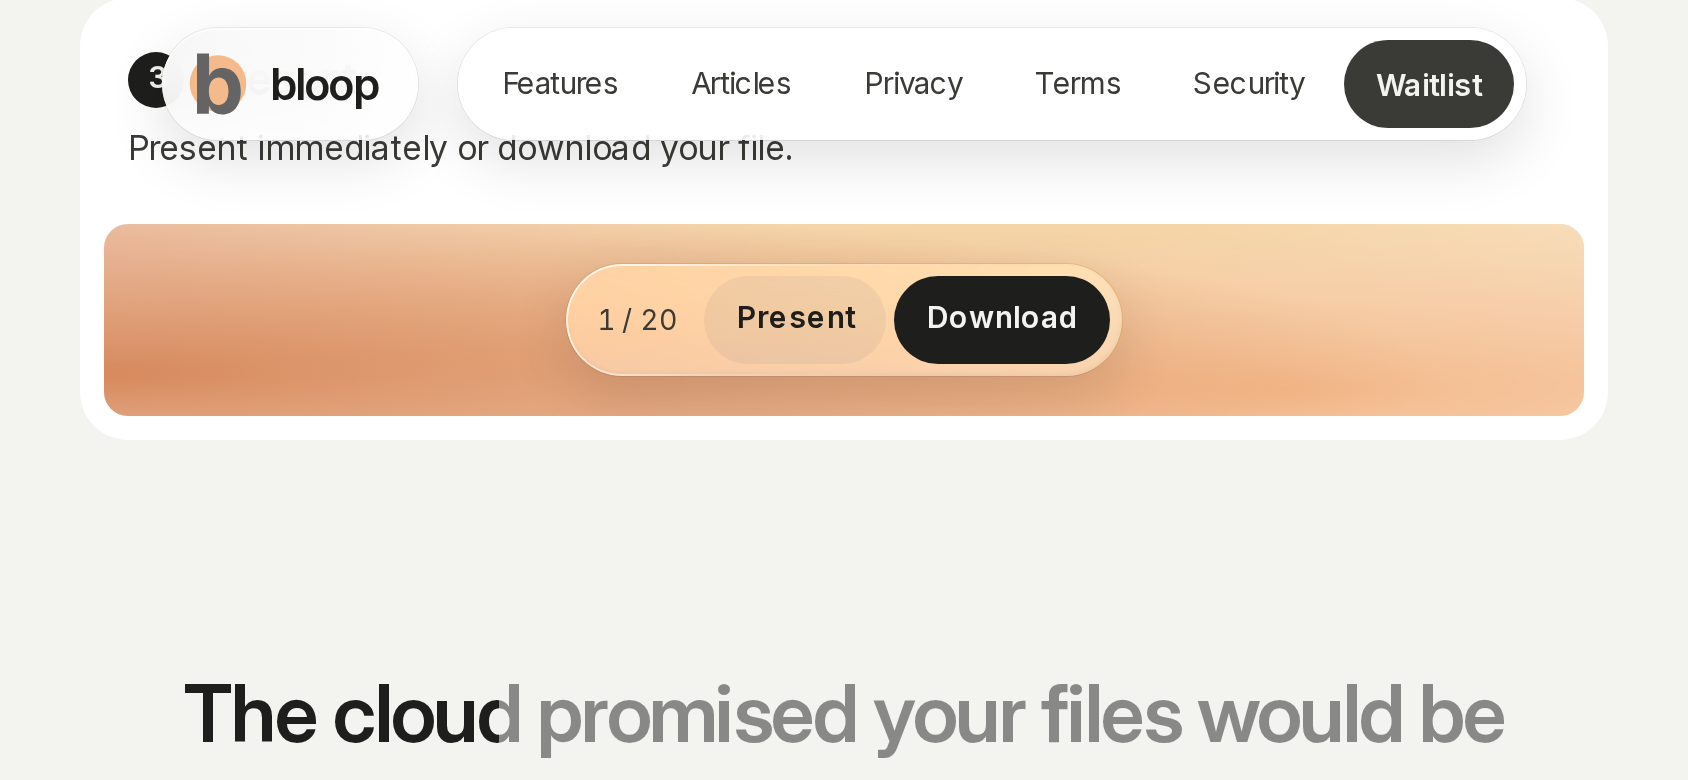 3
b bloop
Features Articles Privacy Terms Security Waitlist
Present immediately or download your file.
1 / 20 Present Download
The cloud promised your files would be